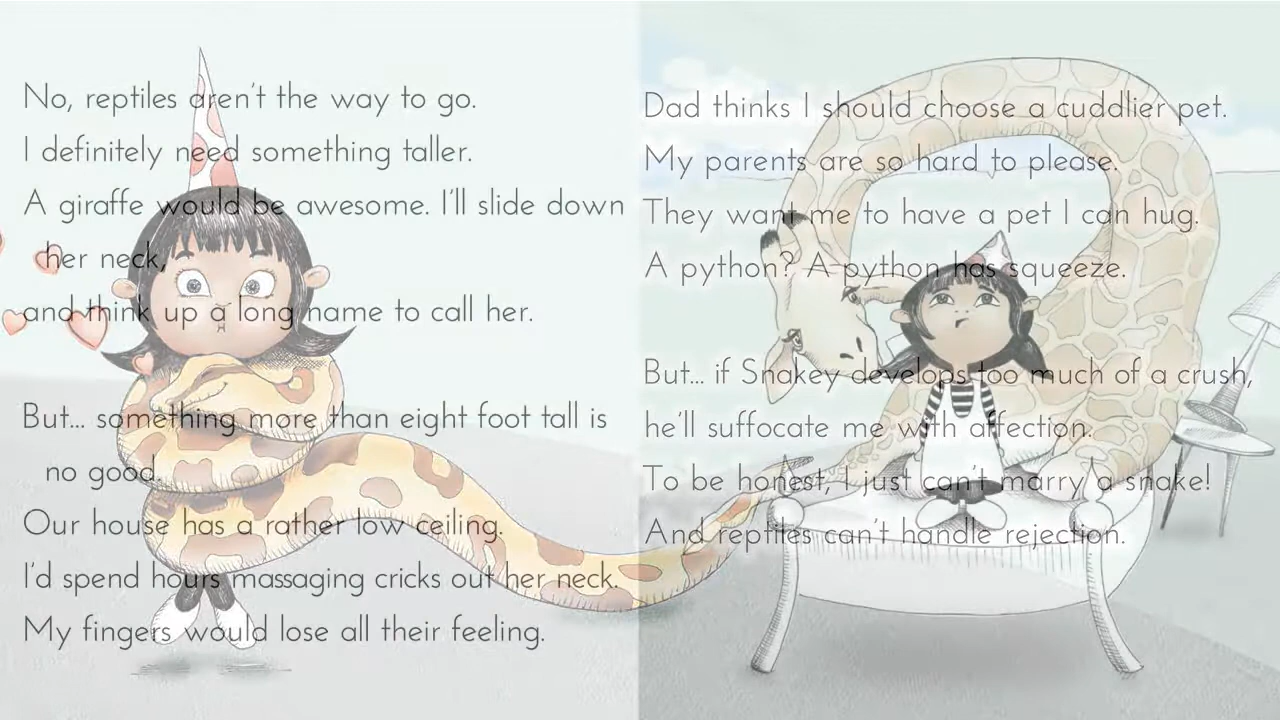 No, reptiles aren't the way to go.
I definitely need something taller.
A giraffe would be awesome. I'll slide down
her neck,
and think up a long name to call her.
But... something more than eight foot tall is
no good.
Our house has a rather low ceiling.
I'd spend hours massaging cricks out her neck.
My fingers would lose all their feeling.
Dad thinks I should choose a cuddlier pet.
My parents are so hard to please.
They want me to have a pet I can hug.
A python? A python has squeeze.
But... if Snakey develops too much of a crush,
he'll suffocate me with affection.
To be honest, I just can't marry a snake!
And reptiles can't handle rejection.